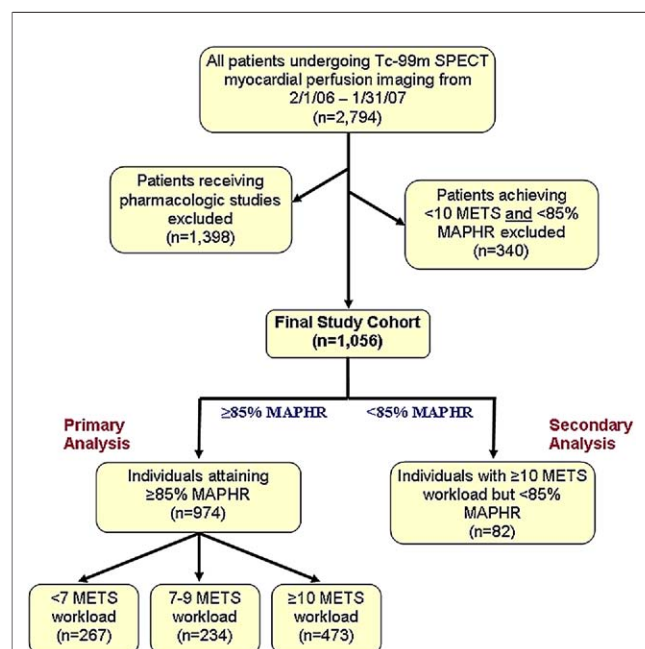 All patients undergoing Tc-99m SPECT
myocardial perfusion imaging from
2/1/06 – 1/31/07
(n=2,794)
Patients receiving
pharmacologic studies
excluded
(n=1,398)
Patients achieving
<10 METS and <85%
MAPHR excluded
(n=340)
Final Study Cohort
(n=1,056)
≥85% MAPHR
<85% MAPHR
Primary
Analysis
Secondary
Analysis
Individuals attaining
≥85% MAPHR
(n=974)
Individuals with ≥10 METS
workload but <85%
MAPHR
(n=82)
<7 METS
workload
(n=267)
7-9 METS
workload
(n=234)
≥10 METS
workload
(n=473)